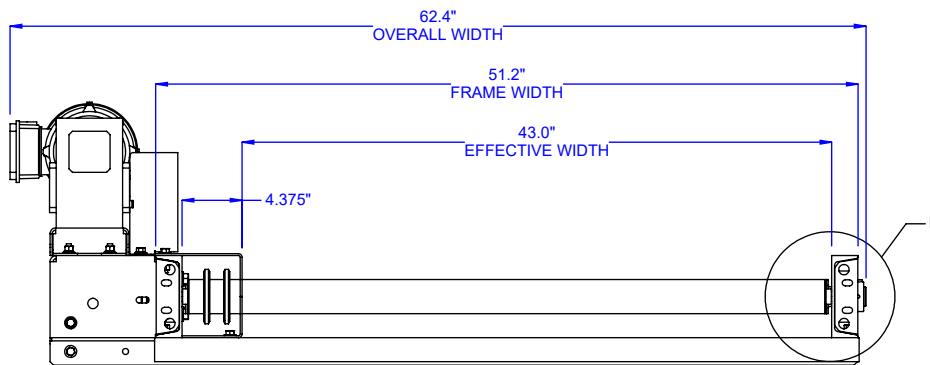 62.4"
OVERALL WIDTH
51.2"
FRAME WIDTH
43.0"
EFFECTIVE WIDTH
4.375"